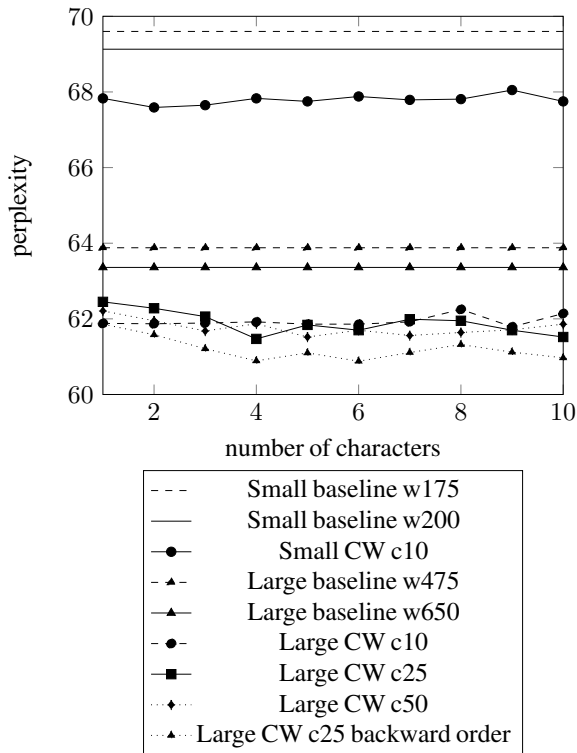 70
68
66
64
62
60
perplexity
2 4 6 8 10
number of characters
Small baseline w175
Small baseline w200
Small CW c10
Large baseline w475
Large baseline w650
Large CW c10
Large CW c25
Large CW c50
Large CW c25 backward order